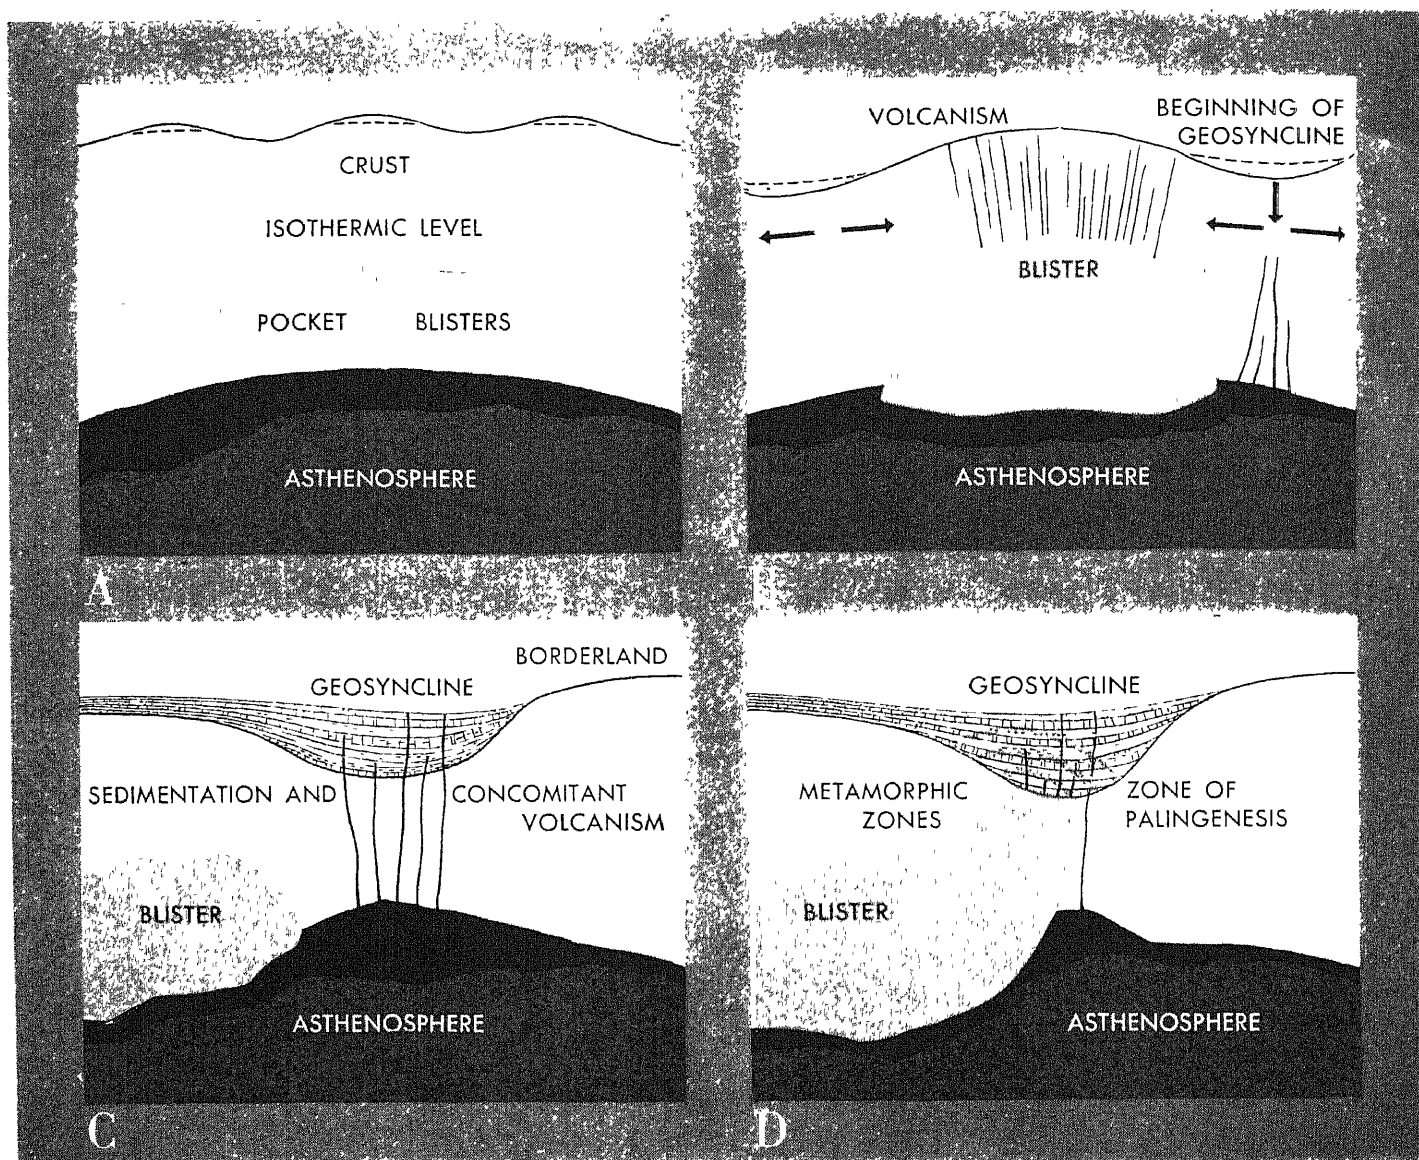 CRUST
ISOTHERMIC LEVEL
POCKET BLISTERS
ASTHENOSPHERE
A
VOLCANISM
BEGINNING OF
GEOSYNCLINE
BLISTER
ASTHENOSPHERE
BORDERLAND
GEOSYNCLINE
SEDIMENTATION AND CONCOMITANT
VOLCANISM
BLISTER
ASTHENOSPHERE
C
GEOSYNCLINE
METAMORPHIC
ZONES
ZONE OF
PALINGENESIS
BLISTER
ASTHENOSPHERE
D